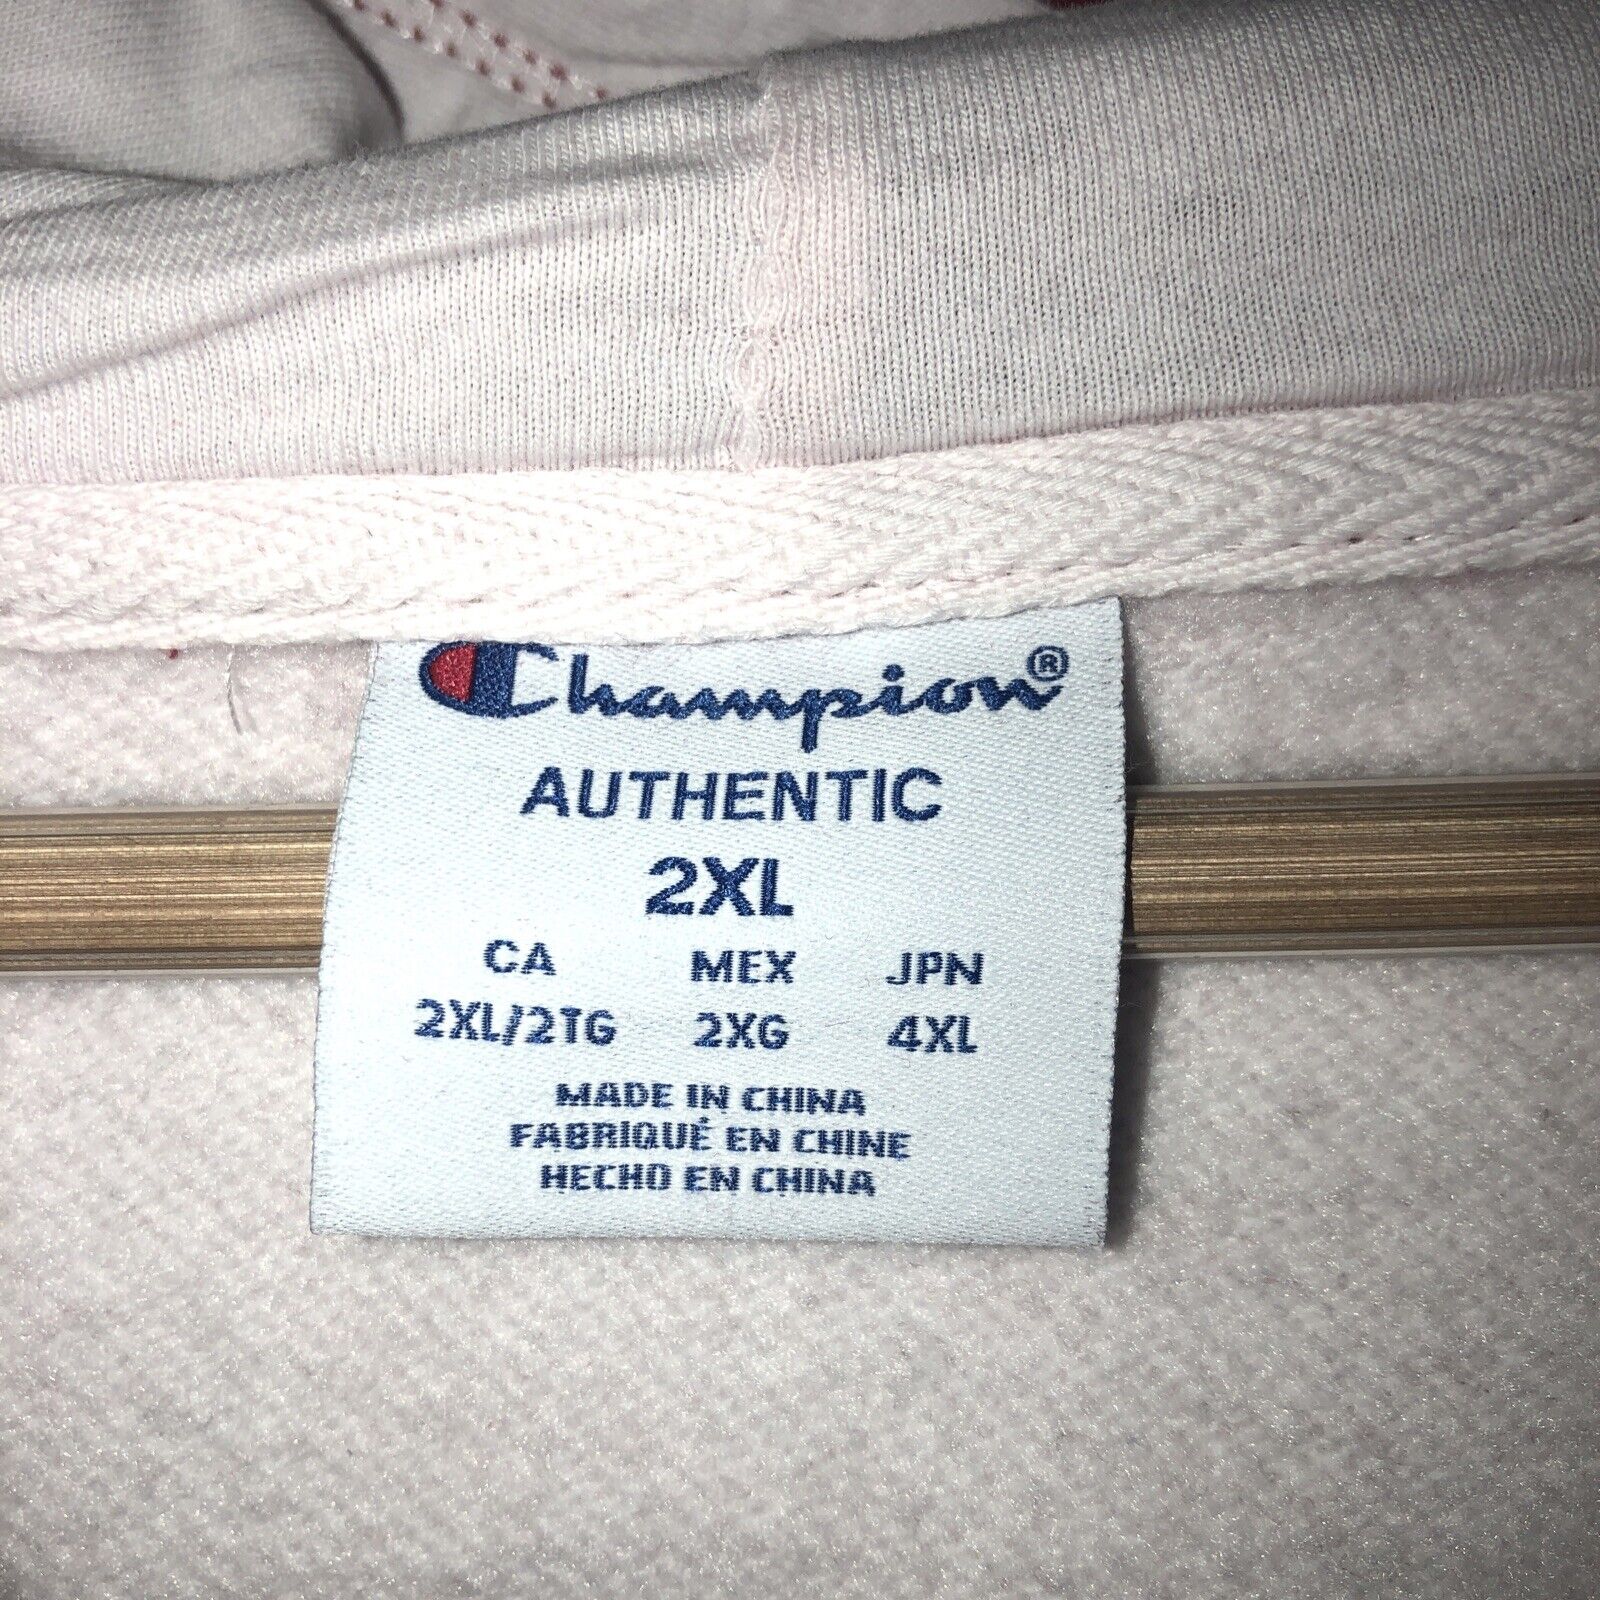 Champion®
AUTHENTIC
2XL
CA MEX JPN
2XL/2TG 2XG 4XL
MADE IN CHINA
FABRIQUÉ EN CHINE
HECHO EN CHINA